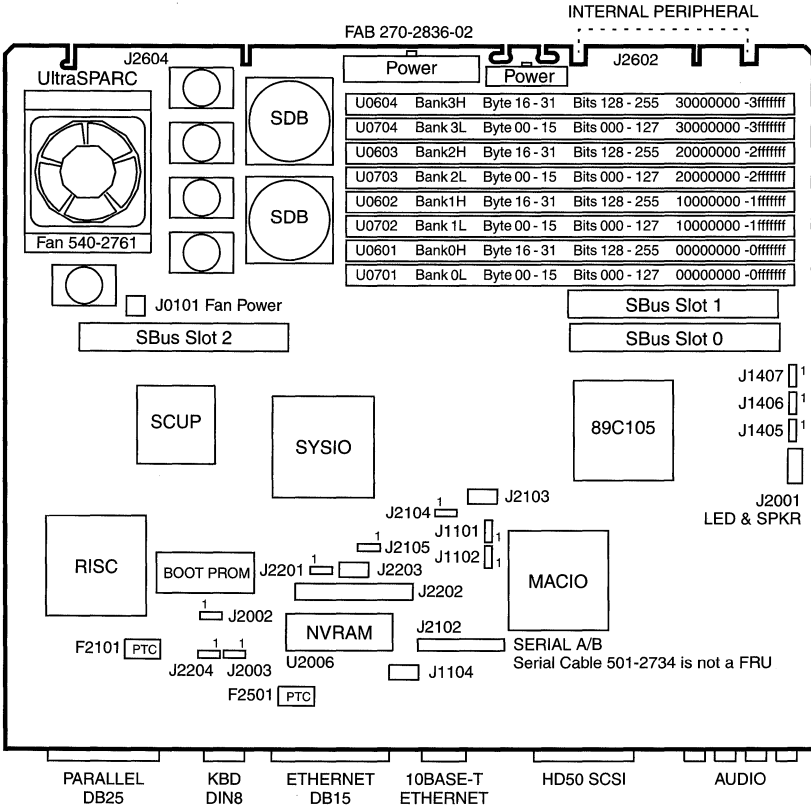 INTERNAL PERIPHERAL
FAB 270-2836-02
J2604
J2602
UltraSPARC
Power
Power
SDB
SDB
U0604 Bank3H Byte 16 - 31 Bits 128 - 255 30000000 -3fffffff
U0704 Bank 3L Byte 00 - 15 Bits 000 - 127 30000000 -3fffffff
U0603 Bank2H Byte 16 - 31 Bits 128 - 255 20000000 -2fffffff
U0703 Bank 2L Byte 00 - 15 Bits 000 - 127 20000000 -2fffffff
U0602 Bank1H Byte 16 - 31 Bits 128 - 255 10000000 -1fffffff
U0702 Bank 1L Byte 00 - 15 Bits 000 - 127 10000000 -1fffffff
U0601 Bank0H Byte 16 - 31 Bits 128 - 255 00000000 -0fffffff
U0701 Bank 0L Byte 00 - 15 Bits 000 - 127 00000000 -0fffffff
Fan 540-2761
J0101 Fan Power
SBus Slot 1
SBus Slot 2
SBus Slot 0
J1407 1
J1406 1
J1405 1
SCUP
SYSIO
89C105
J2001
LED & SPKR
J2103
1
J2104
J1101 1
J2105 1
J1102 1
RISC
BOOT PROM
J2201 1
J2203
MACIO
J2202
1
J2002
NVRAM
J2102
SERIAL A/B
Serial Cable 501-2734 is not a FRU
F2101 PTC
1 1
J2204 J2003
U2006
J1104
F2501 PTC
PARALLEL
DB25
KBD
DIN8
ETHERNET
DB15
10BASE-T
ETHERNET
HD50 SCSI
AUDIO